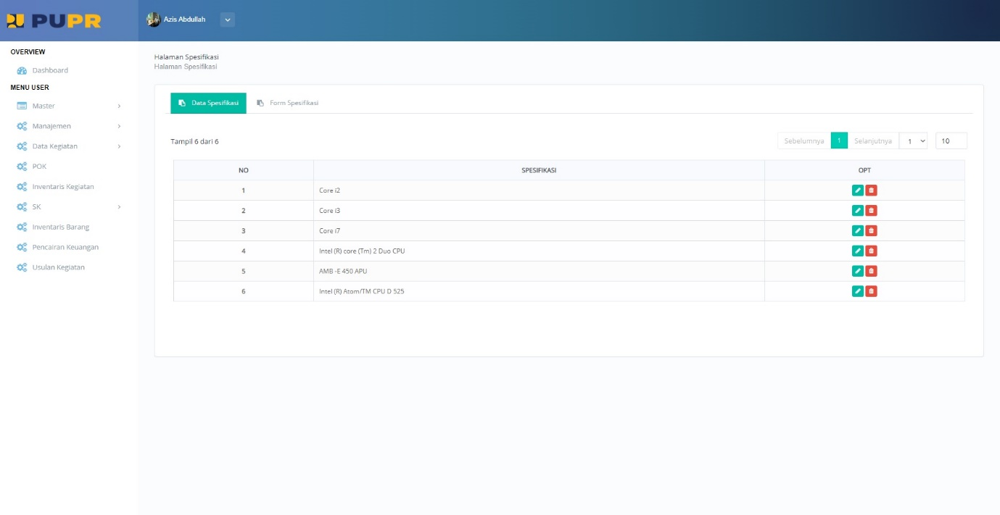 PUPR
Azis Abdullah
OVERVIEW
Dashboard
MENU USER
Master
Manajemen
Data Kegiatan
POK
Inventaris Kegiatan
SK
Inventaris Barang
Pencairan Keuangan
Usulan Kegiatan
Halaman Spesifikasi
Halaman Spesifikasi
Data Spesifikasi Form Spesifikasi
Tampil 6 dari 6 Sebelumnya 1 Selanjutnya 1 10
NO SPESIFIKASI OPT
1 Core i2
2 Core i3
3 Core i7
4 Intel (R) core (Tm) 2 Duo CPU
5 AMB -E 450 APU
6 Intel (R) Atom/TM CPU D 525